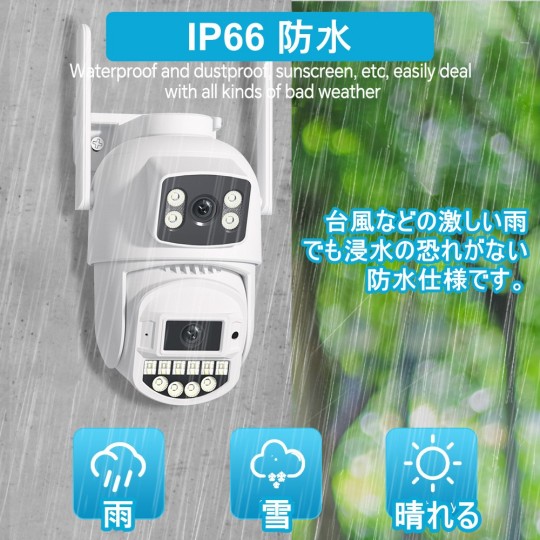 IP66 防水
Waterproof and dustproof, sunscreen, etc, easily deal
with all kinds of bad weather
台風などの激しい雨
でも浸水の恐れがない
防水仕様です。
雨
雪
晴れる